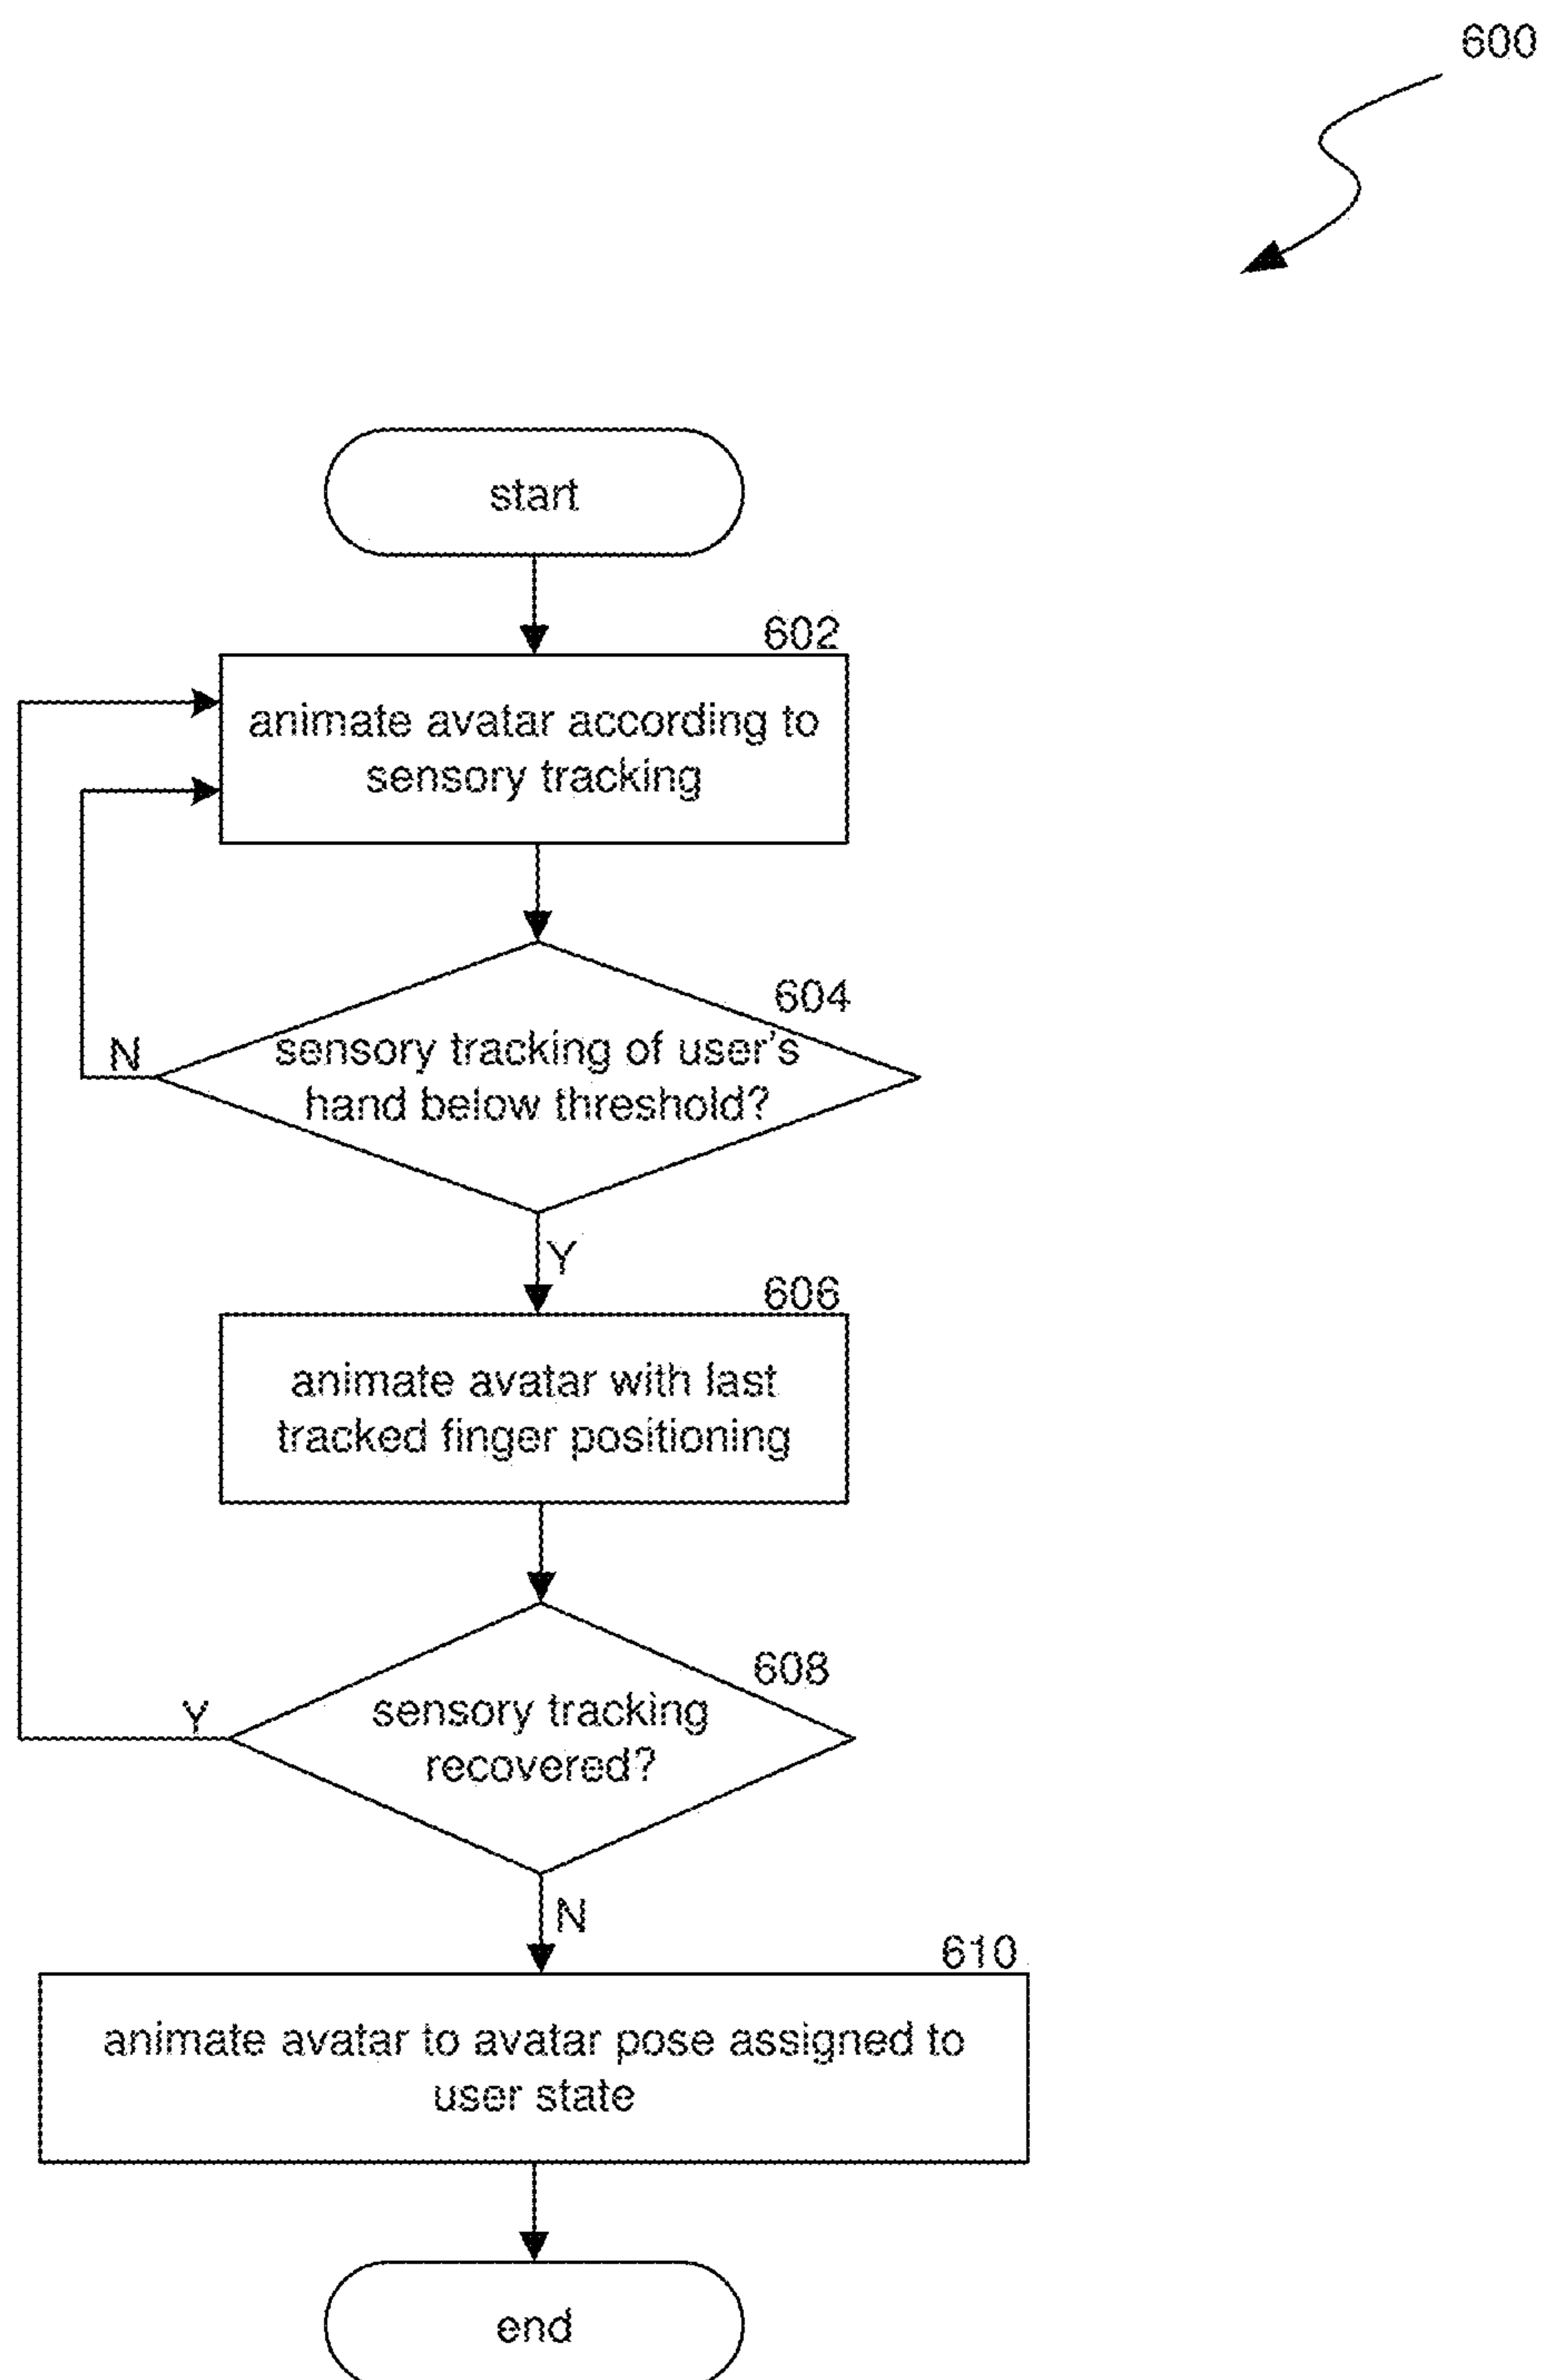 600
start
602
animate avatar according to
sensory tracking
604
sensory tracking of user's
hand below threshold?
N
Y
606
animate avatar with last
tracked finger positioning
608
sensory tracking
recovered?
Y
N
610
animate avatar to avatar pose assigned to
user state
end